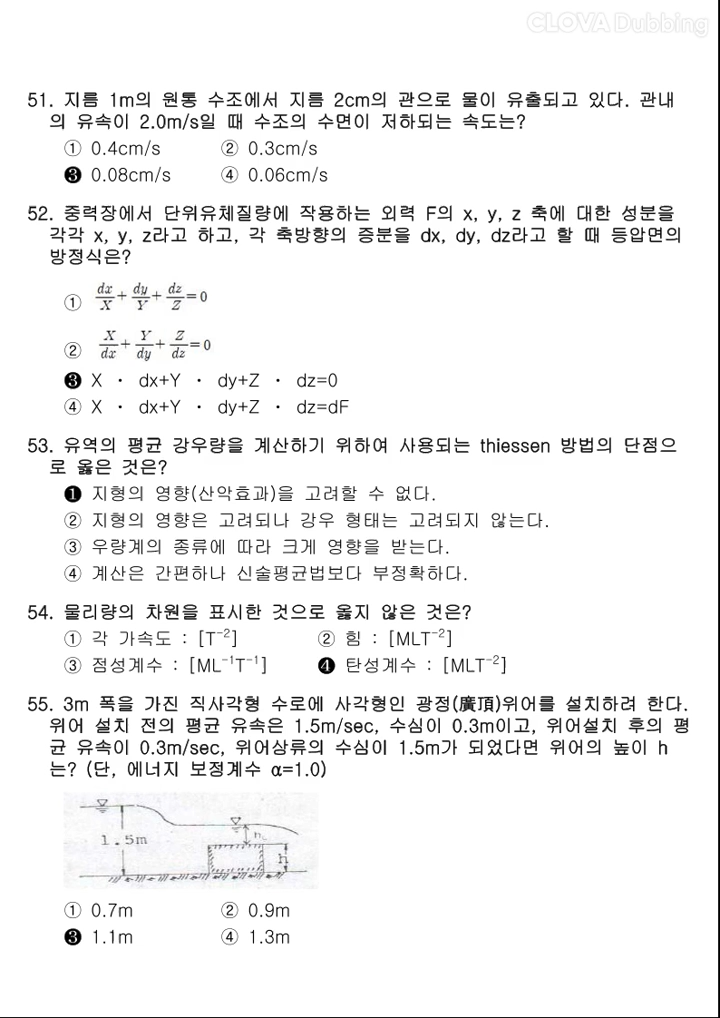 CLOVA Dubbing
51. 지름 1m의 원통 수조에서 지름 2cm의 관으로 물이 유출되고 있다. 관내
의 유속이 2.0m/s일 때 수조의 수면이 저하되는 속도는?
① 0.4cm/s ② 0.3cm/s
❸ 0.08cm/s ④ 0.06cm/s
52. 중력장에서 단위유체질량에 작용하는 외력 F의 x, y, z 축에 대한 성분을
각각 x, y, z라고 하고, 각 축방향의 증분을 dx, dy, dz라고 할 때 등압면의
방정식은?
① dx/X + dy/Y + dz/Z = 0
② X/dx + Y/dy + Z/dz = 0
❸ X · dx+Y · dy+Z · dz=0
④ X · dx+Y · dy+Z · dz=dF
53. 유역의 평균 강우량을 계산하기 위하여 사용되는 thiessen 방법의 단점으
로 옳은 것은?
❶ 지형의 영향(산악효과)을 고려할 수 없다.
② 지형의 영향은 고려되나 강우 형태는 고려되지 않는다.
③ 우량계의 종류에 따라 크게 영향을 받는다.
④ 계산은 간편하나 신술평균법보다 부정확하다.
54. 물리량의 차원을 표시한 것으로 옳지 않은 것은?
① 각 가속도 : [T⁻²] ② 힘 : [MLT⁻²]
③ 점성계수 : [ML⁻¹T⁻¹] ❹ 탄성계수 : [MLT⁻²]
55. 3m 폭을 가진 직사각형 수로에 사각형인 광정(廣頂)위어를 설치하려 한다.
위어 설치 전의 평균 유속은 1.5m/sec, 수심이 0.3m이고, 위어설치 후의 평
균 유속이 0.3m/sec, 위어상류의 수심이 1.5m가 되었다면 위어의 높이 h
는? (단, 에너지 보정계수 α=1.0)
1.5m
h꜀
h
① 0.7m ② 0.9m
❸ 1.1m ④ 1.3m